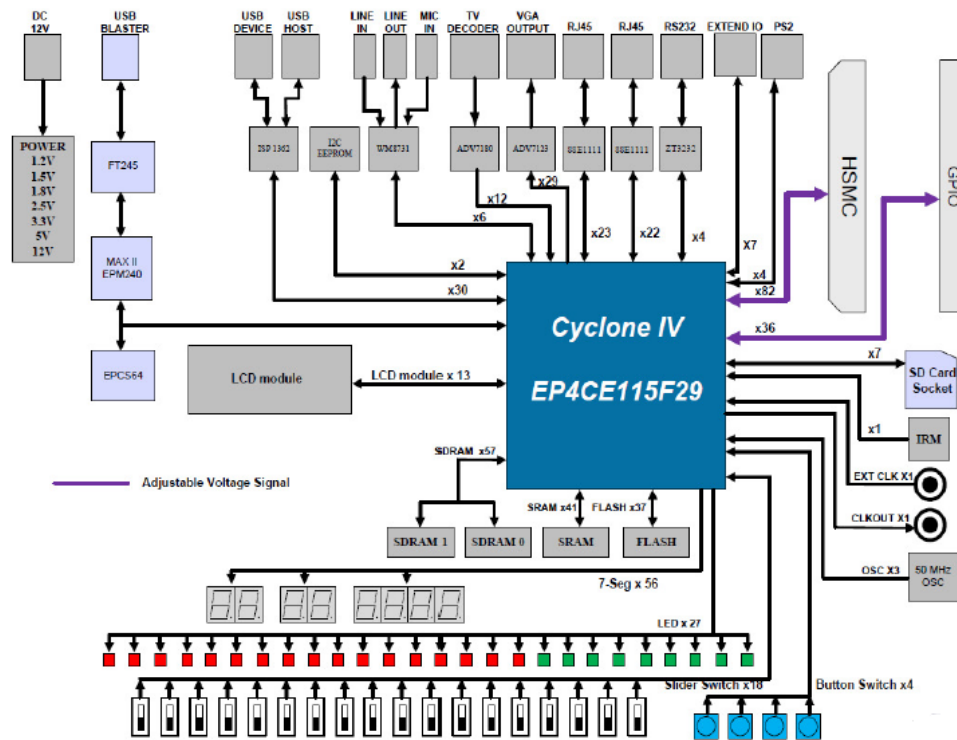 DC
12V
USB
BLASTER
USB
DEVICE
USB
HOST
LINE
IN
LINE
OUT
MIC
IN
TV
DECODER
VGA
OUTPUT
RJ45
RJ45
RS232
EXTEND IO
PS2
POWER
1.2V
1.5V
1.8V
2.5V
3.3V
5V
12V
FT245
ISP1362
I2C
EEPROM
WM8731
ADV7180
ADV7123
88E1111
88E1111
ZT3232
HSMC
GPIO
x29
x12
x6
x23
x22
x4
x7
x4
x82
x2
x30
x36
MAX II
EPM240
EPCS64
Cyclone IV
EP4CE115F29
LCD module
LCD module x 13
x7
SD Card
Socket
x1
IRM
SDRAM x57
EXT CLK X1
Adjustable Voltage Signal
SRAM x41
FLASH x37
CLKOUT X1
SDRAM 1
SDRAM 0
SRAM
FLASH
OSC X3
50 MHz
OSC
7-Seg x 56
LED x 27
Slider Switch x18
Button Switch x4